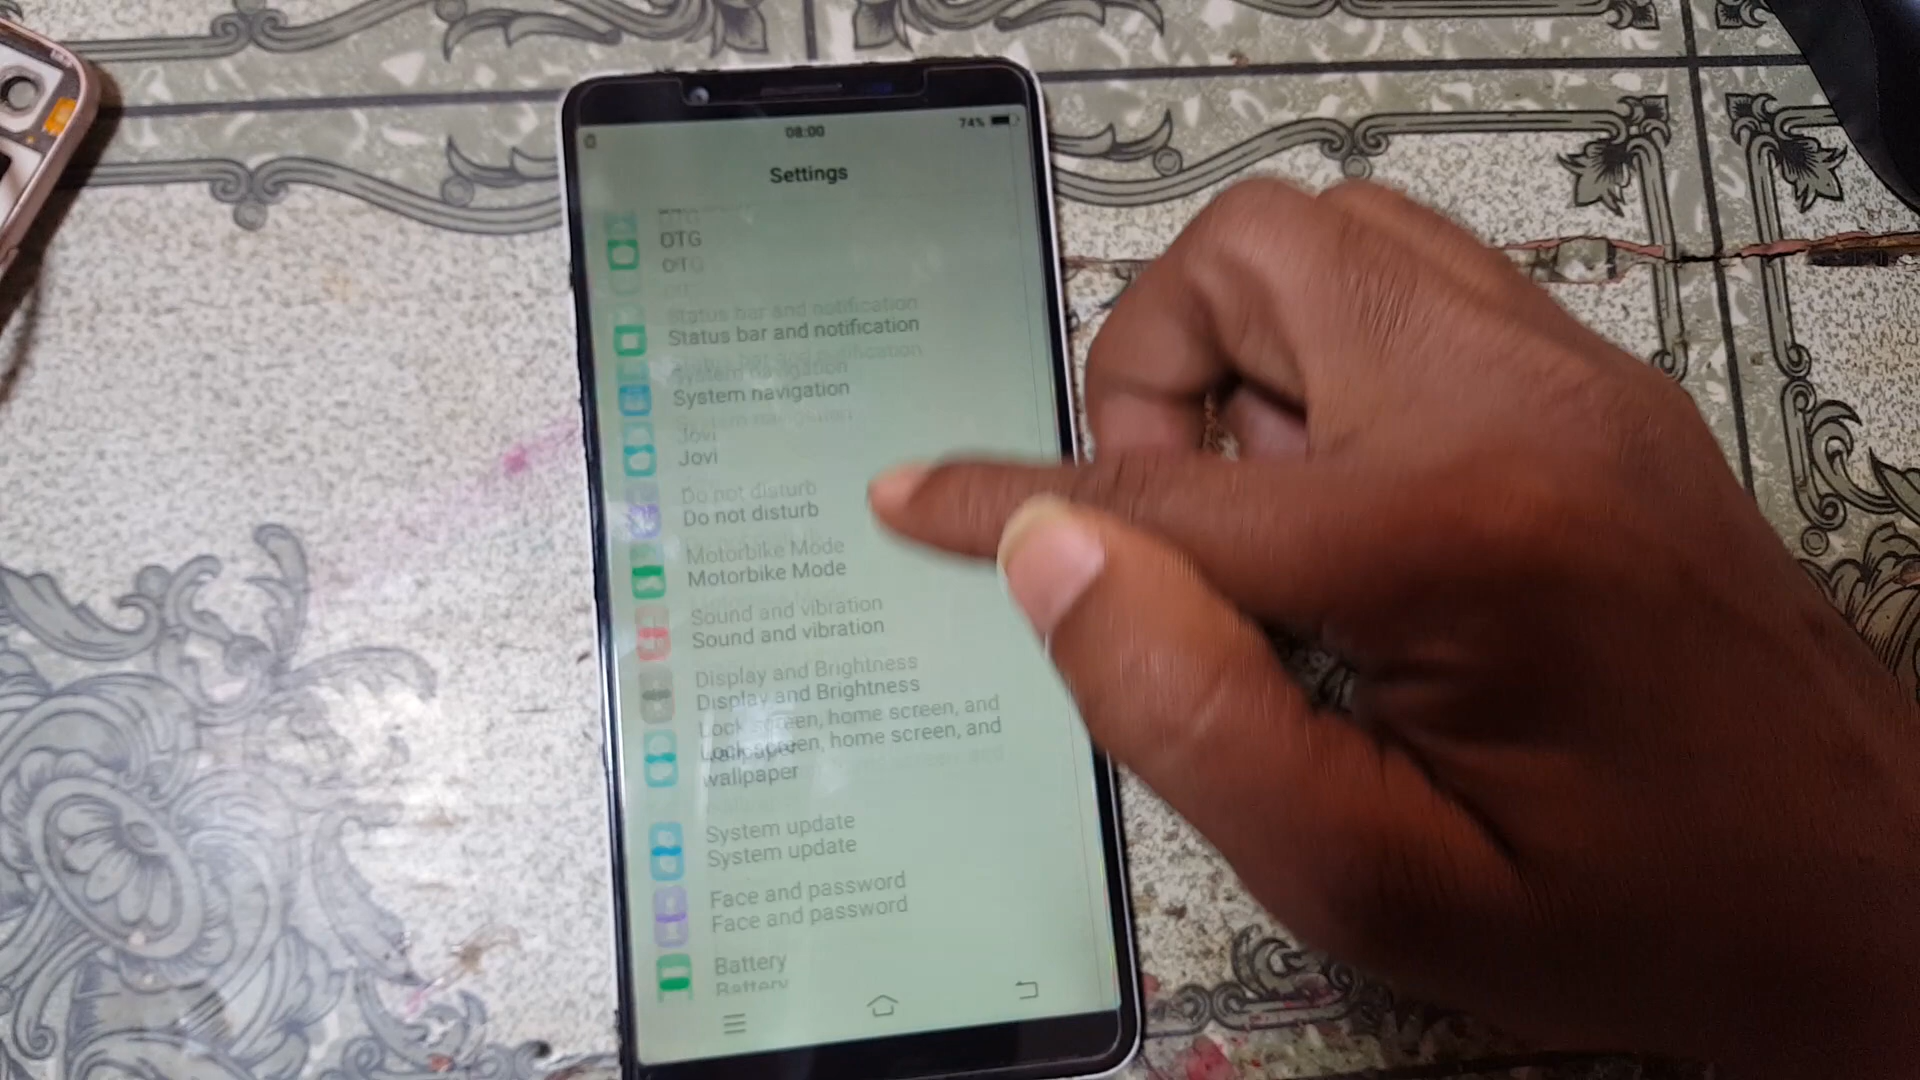 08:00
74%
Settings
OTG
Status bar and notification
System navigation
Jovi
Do not disturb
Motorbike Mode
Sound and vibration
Display and Brightness
Lock screen, home screen, and
wallpaper
System update
Face and password
Battery